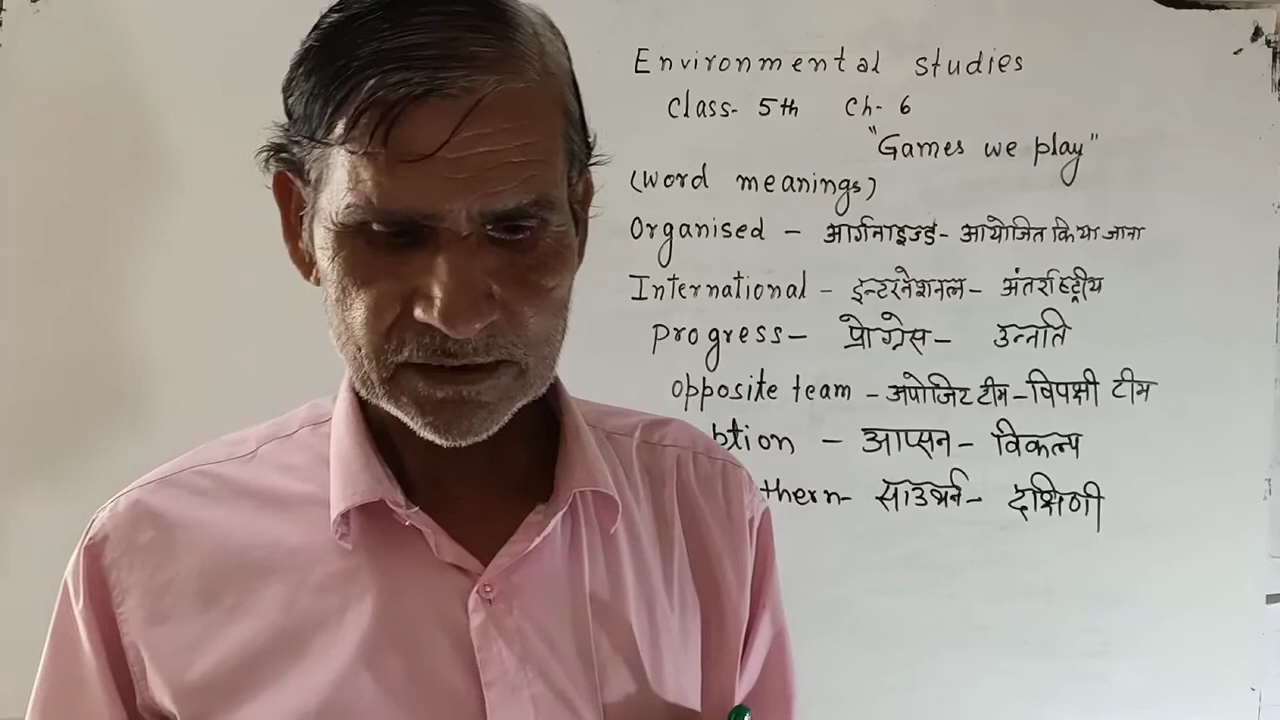 Environmental studies
Class- 5th Ch- 6
"Games we play"
(Word meanings)
Organised - आर्गनाइज्ड - आयोजित किया जाना
International - इन्टरनेशनल - अंतर्राष्ट्रीय
Progress - प्रोग्रेस - उन्नति
Opposite team - अपोजिट टीम - विपक्षी टीम
ption - आप्सन - विकल्प
thern - साउथर्न - दक्षिणी